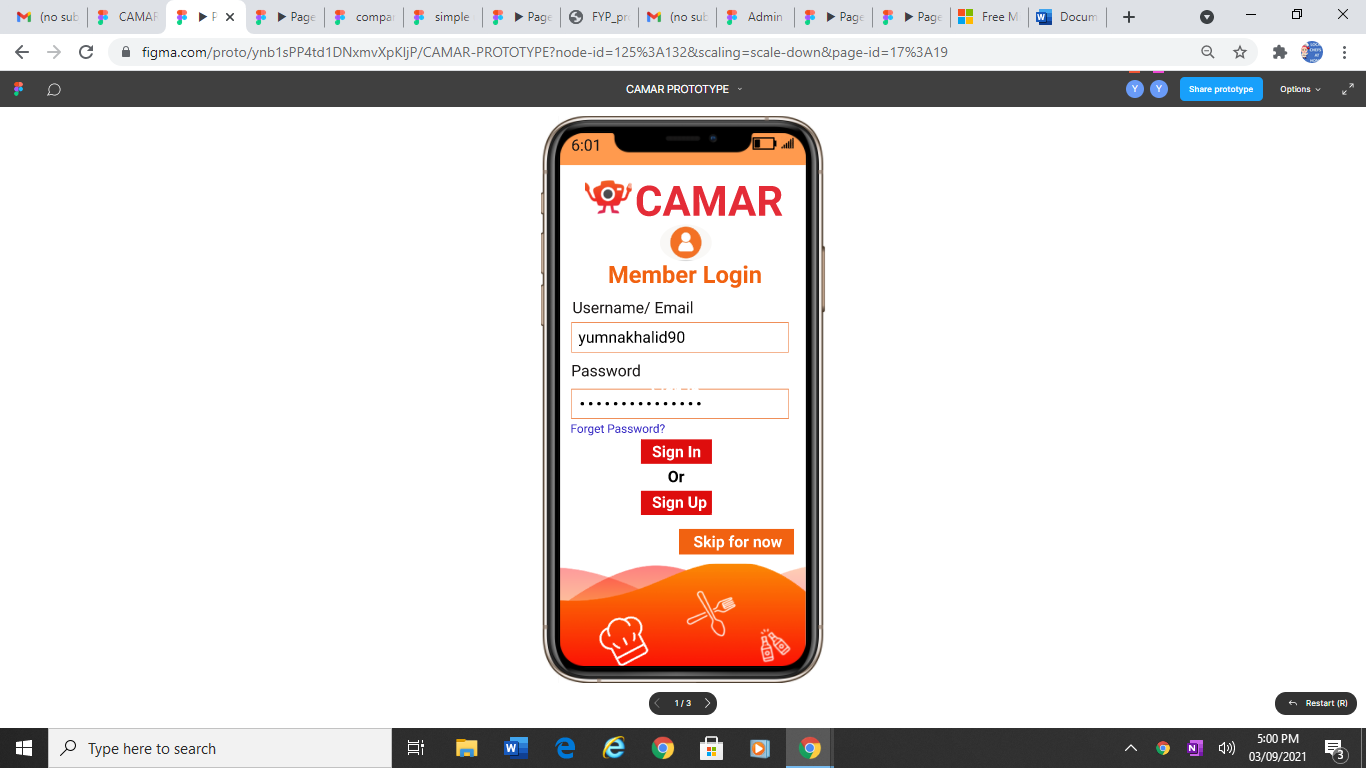 (no sub
CAMAR
P
Page
compar
simple
Page
FYP_pr
(no sub
Admin
Page
Page
Free M
Docum
figma.com/proto/ynb1sPP4td1DNxmvXpKIjP/CAMAR-PROTOTYPE?node-id=125%3A132&scaling=scale-down&page-id=17%3A19
CAMAR PROTOTYPE
Y
Y
Share prototype
Options
6:01
CAMAR
Member Login
Username/ Email
yumnakhalid90
Password
Forget Password?
Sign In
Or
Sign Up
Skip for now
1 / 3
Restart (R)
Type here to search
5:00 PM
03/09/2021
3